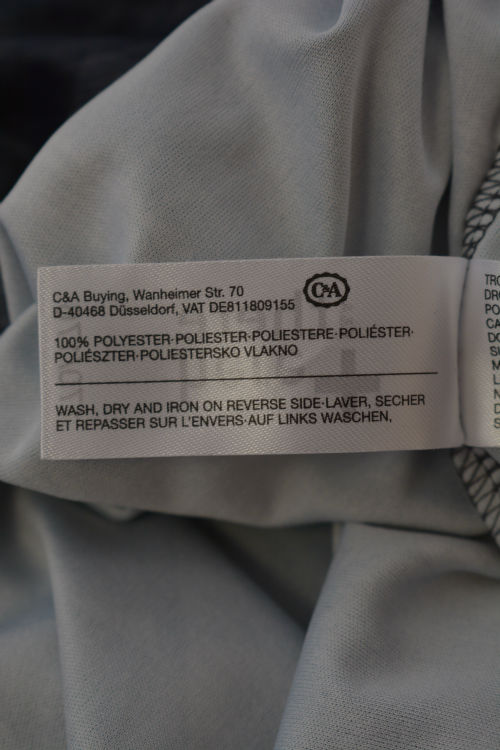 C&A Buying, Wanheimer Str. 70
C&A
D-40468 Düsseldorf, VAT DE811809155
100% POLYESTER·POLIESTER·POLIESTERE·POLIÉSTER·
POLIÉSZTER·POLIESTERSKO VLAKNO
WASH, DRY AND IRON ON REVERSE SIDE·LAVER, SECHER
ET REPASSER SUR L'ENVERS·AUF LINKS WASCHEN,